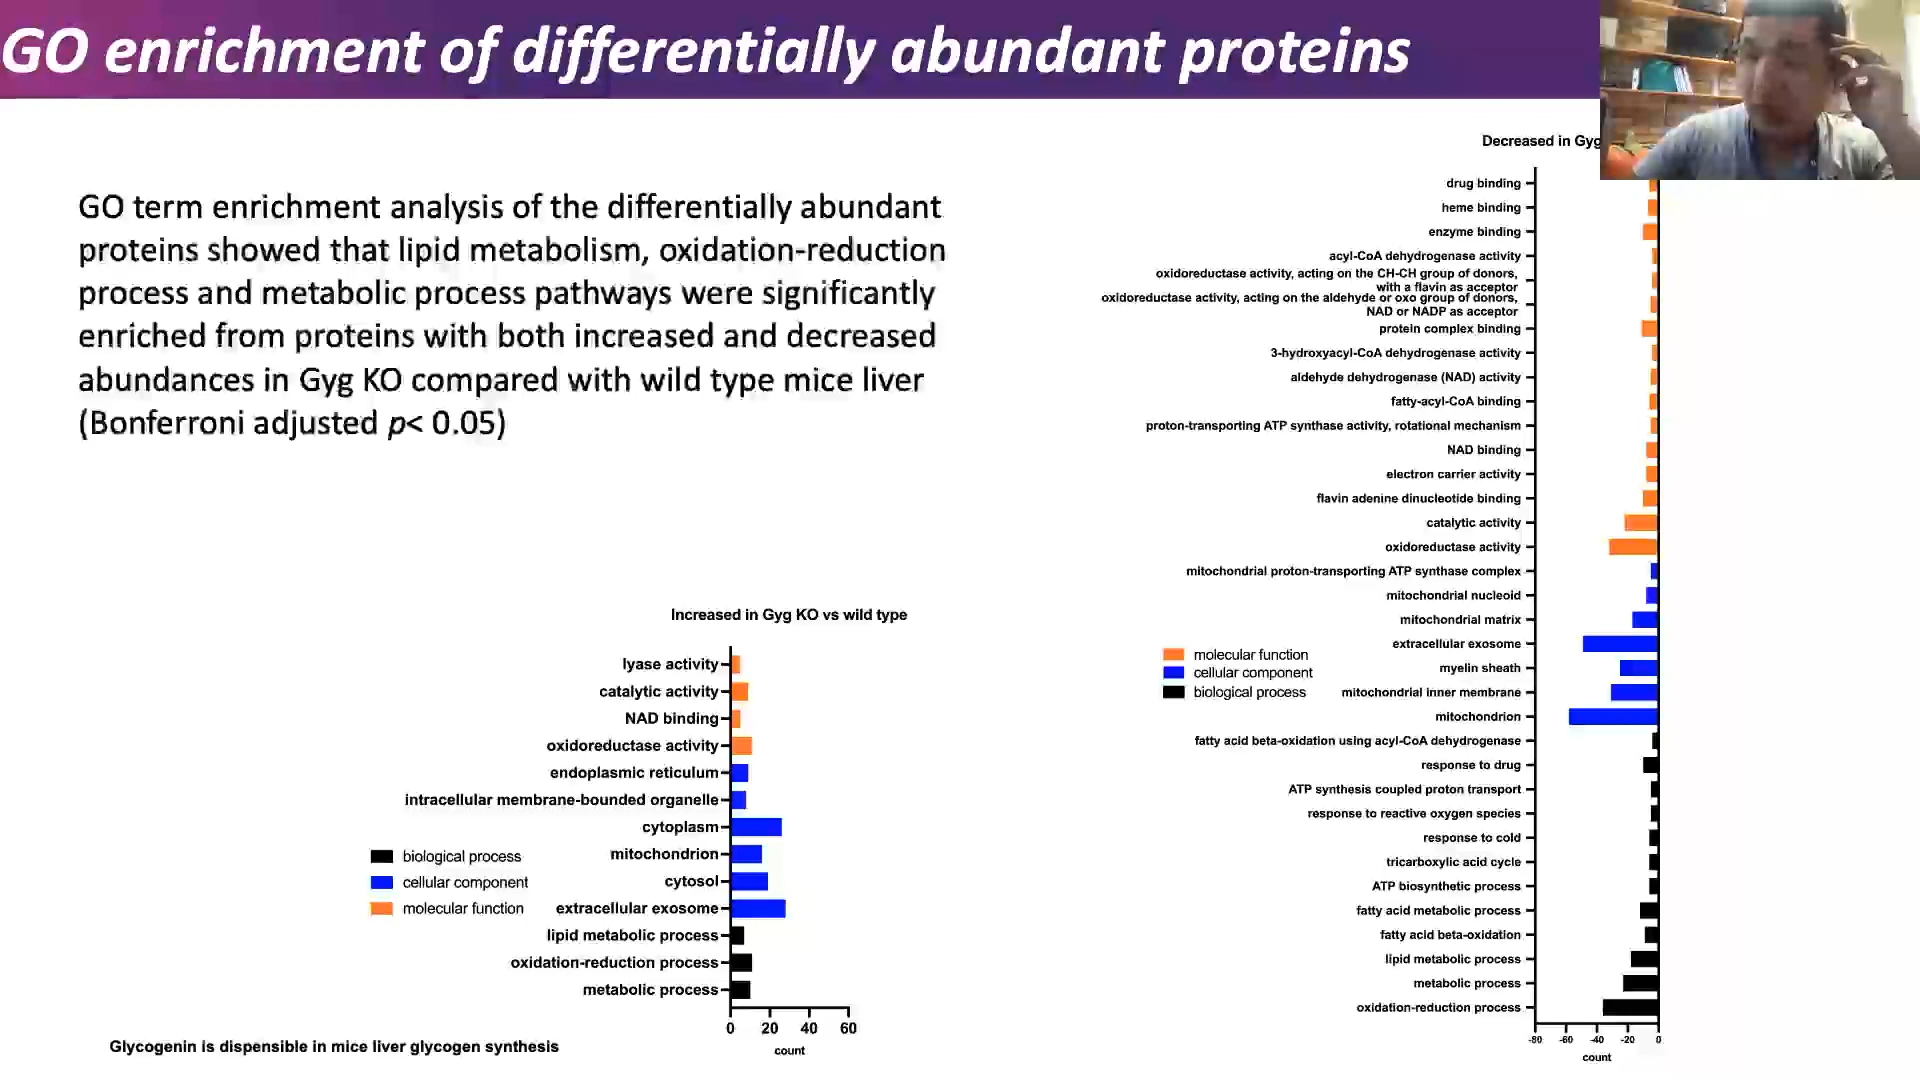 GO enrichment of differentially abundant proteins
GO term enrichment analysis of the differentially abundant
proteins showed that lipid metabolism, oxidation-reduction
process and metabolic process pathways were significantly
enriched from proteins with both increased and decreased
abundances in Gyg KO compared with wild type mice liver
(Bonferroni adjusted p< 0.05)
Increased in Gyg KO vs wild type
lyase activity
catalytic activity
NAD binding
oxidoreductase activity
endoplasmic reticulum
intracellular membrane-bounded organelle
cytoplasm
mitochondrion
cytosol
extracellular exosome
lipid metabolic process
oxidation-reduction process
metabolic process
biological process
cellular component
molecular function
0 20 40 60
count
Glycogenin is dispensible in mice liver glycogen synthesis
Decreased in Gyg
drug binding
heme binding
enzyme binding
acyl-CoA dehydrogenase activity
oxidoreductase activity, acting on the CH-CH group of donors,
with a flavin as acceptor
oxidoreductase activity, acting on the aldehyde or oxo group of donors,
NAD or NADP as acceptor
protein complex binding
3-hydroxyacyl-CoA dehydrogenase activity
aldehyde dehydrogenase (NAD) activity
fatty-acyl-CoA binding
proton-transporting ATP synthase activity, rotational mechanism
NAD binding
electron carrier activity
flavin adenine dinucleotide binding
catalytic activity
oxidoreductase activity
mitochondrial proton-transporting ATP synthase complex
mitochondrial nucleoid
mitochondrial matrix
extracellular exosome
myelin sheath
mitochondrial inner membrane
mitochondrion
fatty acid beta-oxidation using acyl-CoA dehydrogenase
response to drug
ATP synthesis coupled proton transport
response to reactive oxygen species
response to cold
tricarboxylic acid cycle
ATP biosynthetic process
fatty acid metabolic process
fatty acid beta-oxidation
lipid metabolic process
metabolic process
oxidation-reduction process
molecular function
cellular component
biological process
-80 -60 -40 -20 0
count